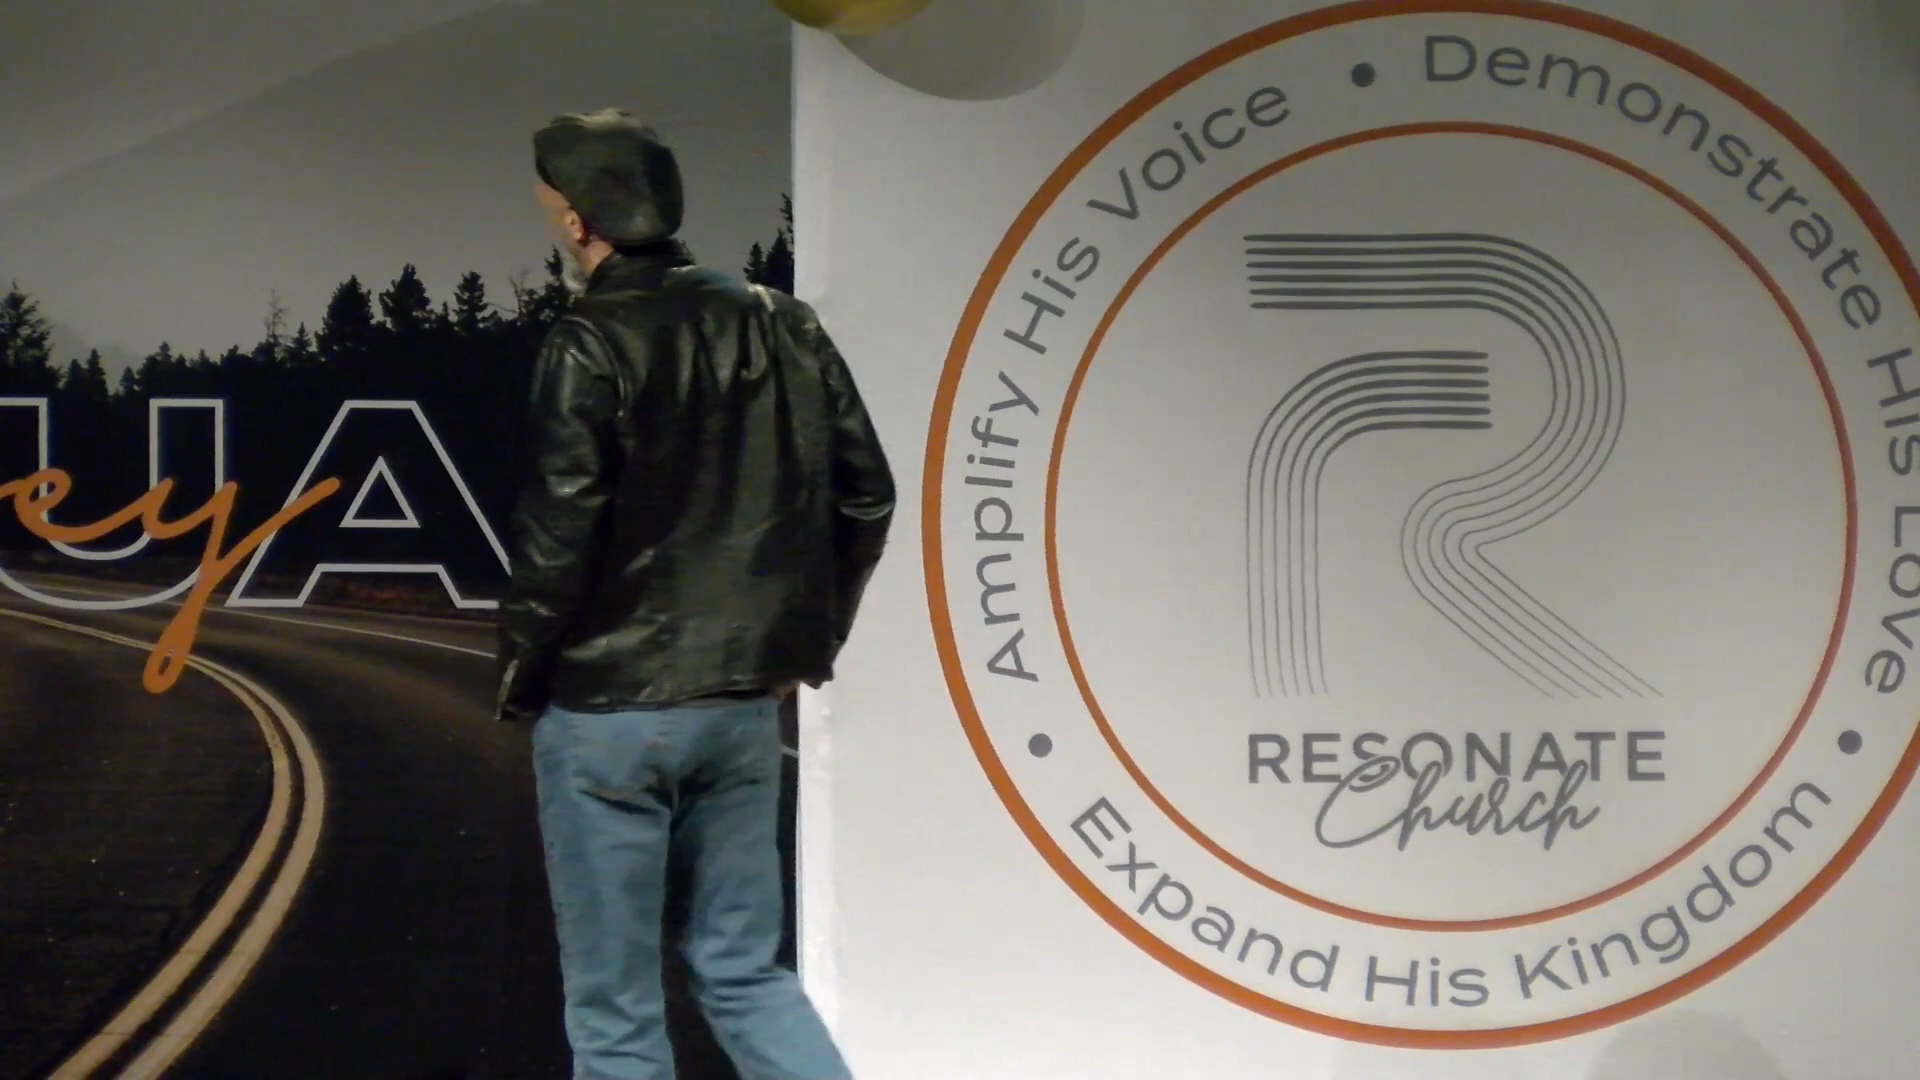 UA
ey
Amplify His Voice • Demonstrate His Love • Expand His Kingdom •
R
RESONATE
Church